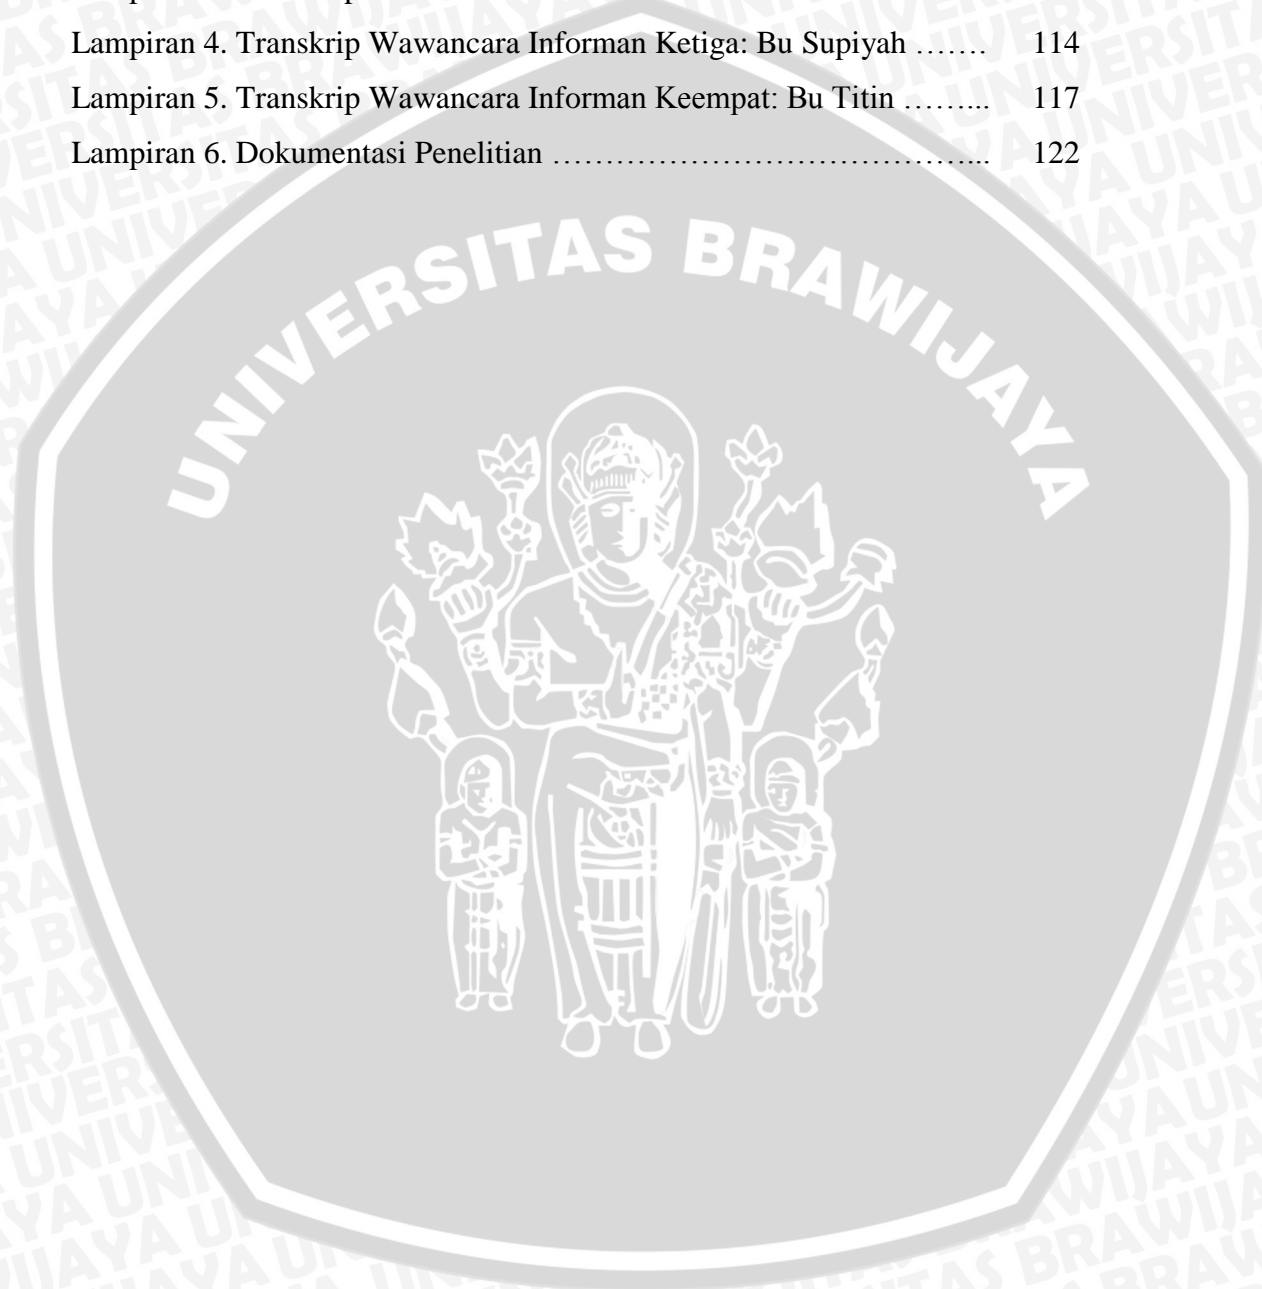 Lampiran 4. Transkrip Wawancara Informan Ketiga: Bu Supiyah ……. 114
Lampiran 5. Transkrip Wawancara Informan Keempat: Bu Titin ……... 117
Lampiran 6. Dokumentasi Penelitian …………………………………... 122
UNIVERSITAS BRAWIJAYA